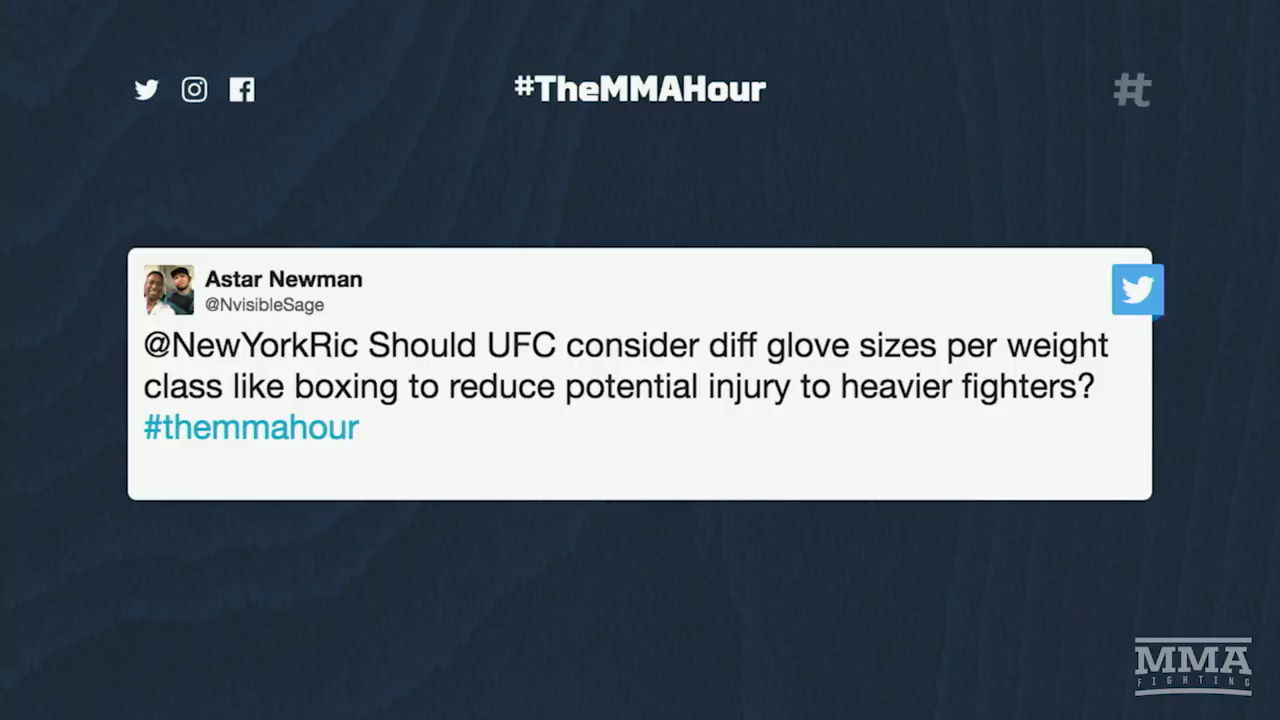 #TheMMAHour
Astar Newman
@NvisibleSage
@NewYorkRic Should UFC consider diff glove sizes per weight
class like boxing to reduce potential injury to heavier fighters?
#themmahour
MMA
FIGHTING